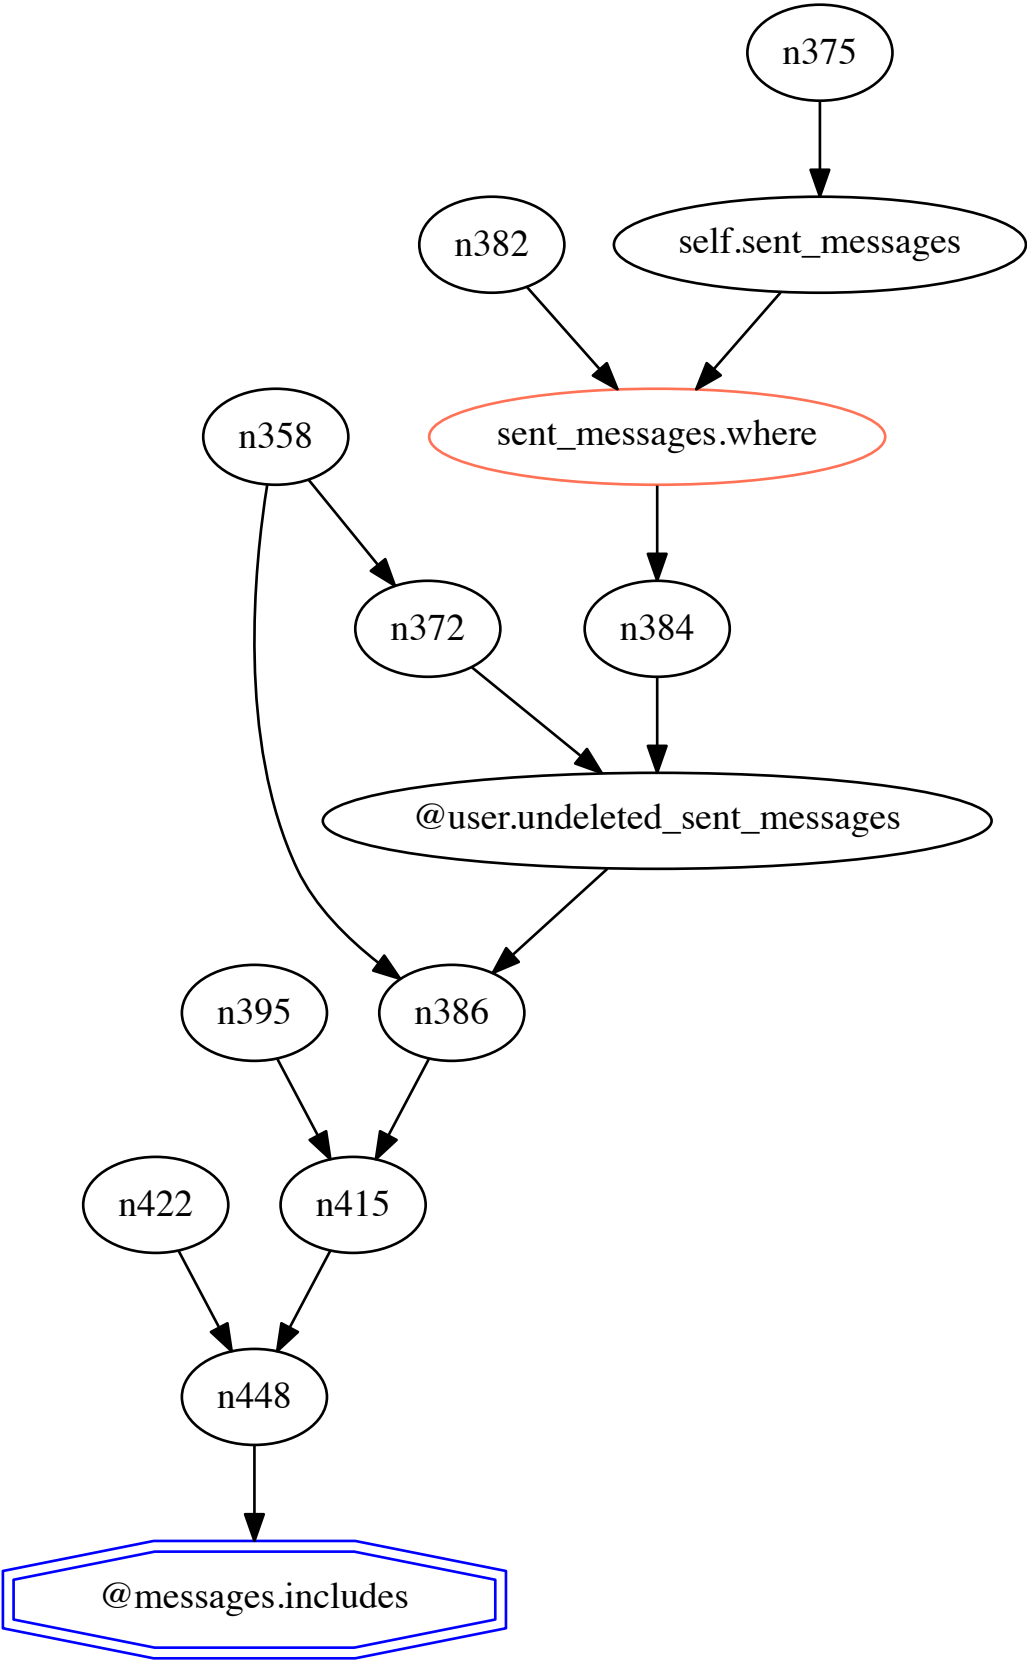 n375
n382
self.sent_messages
n358
sent_messages.where
n372
n384
@user.undeleted_sent_messages
n395
n386
n422
n415
n448
@messages.includes